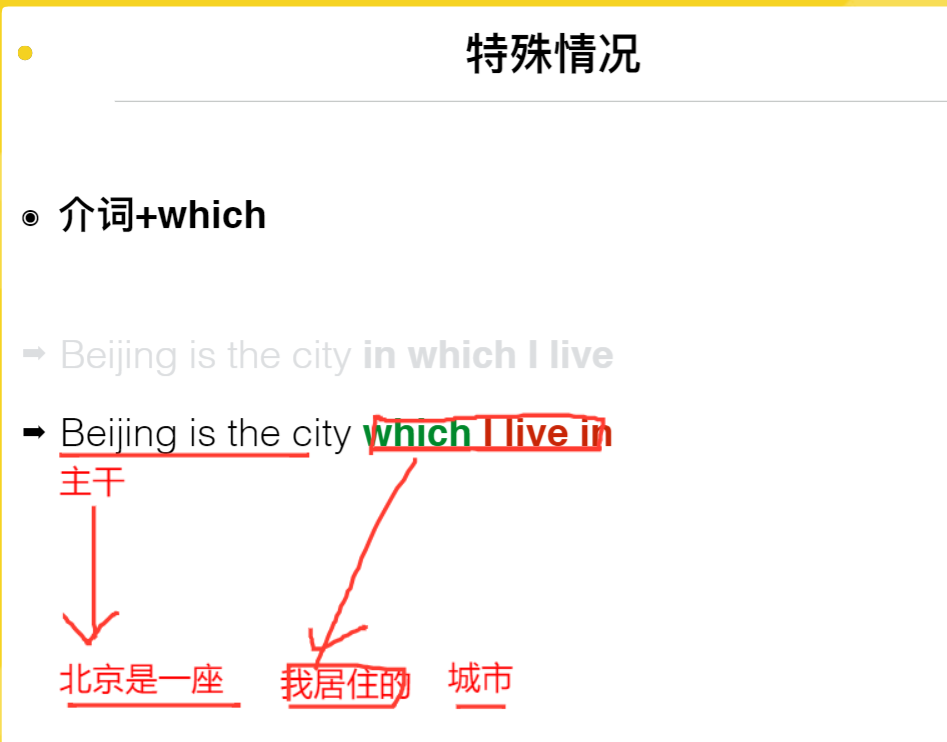 特殊情况
介词+which
Beijing is the city in which I live
Beijing is the city which I live in
主干
北京是一座 我居住的 城市